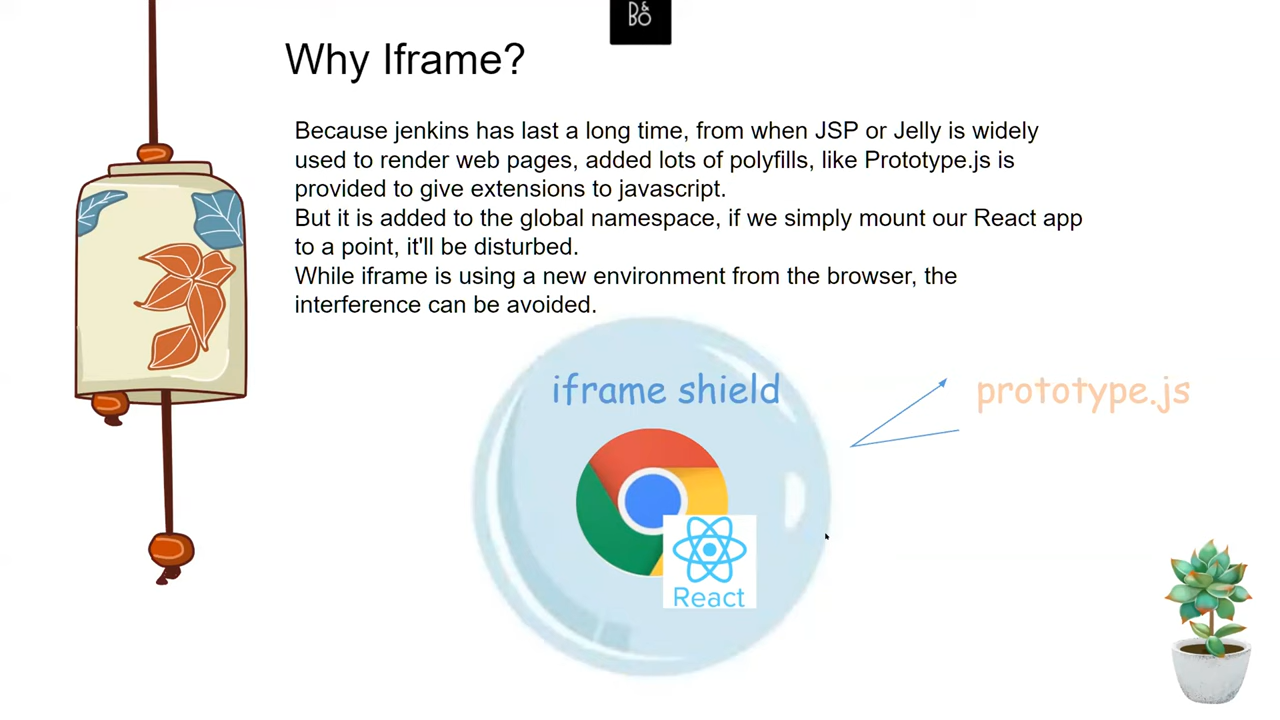 B&O
Why Iframe?
Because jenkins has last a long time, from when JSP or Jelly is widely
used to render web pages, added lots of polyfills, like Prototype.js is
provided to give extensions to javascript.
But it is added to the global namespace, if we simply mount our React app
to a point, it'll be disturbed.
While iframe is using a new environment from the browser, the
interference can be avoided.
iframe shield
prototype.js
React